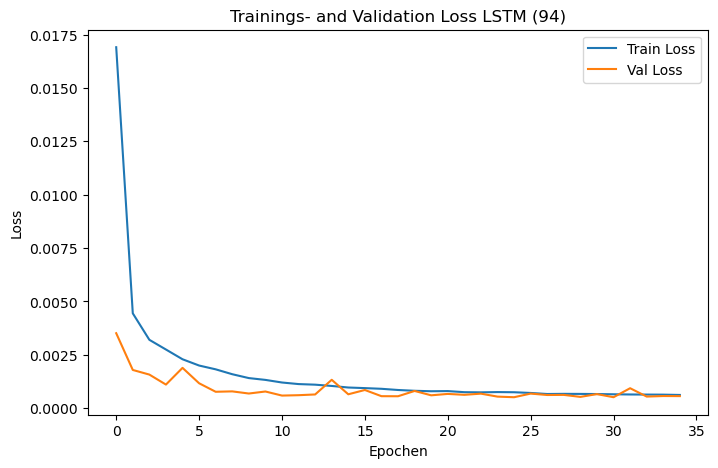 Trainings- and Validation Loss LSTM (94)
Train Loss
Val Loss
Loss
0.0175
0.0150
0.0125
0.0100
0.0075
0.0050
0.0025
0.0000
0 5 10 15 20 25 30 35
Epochen